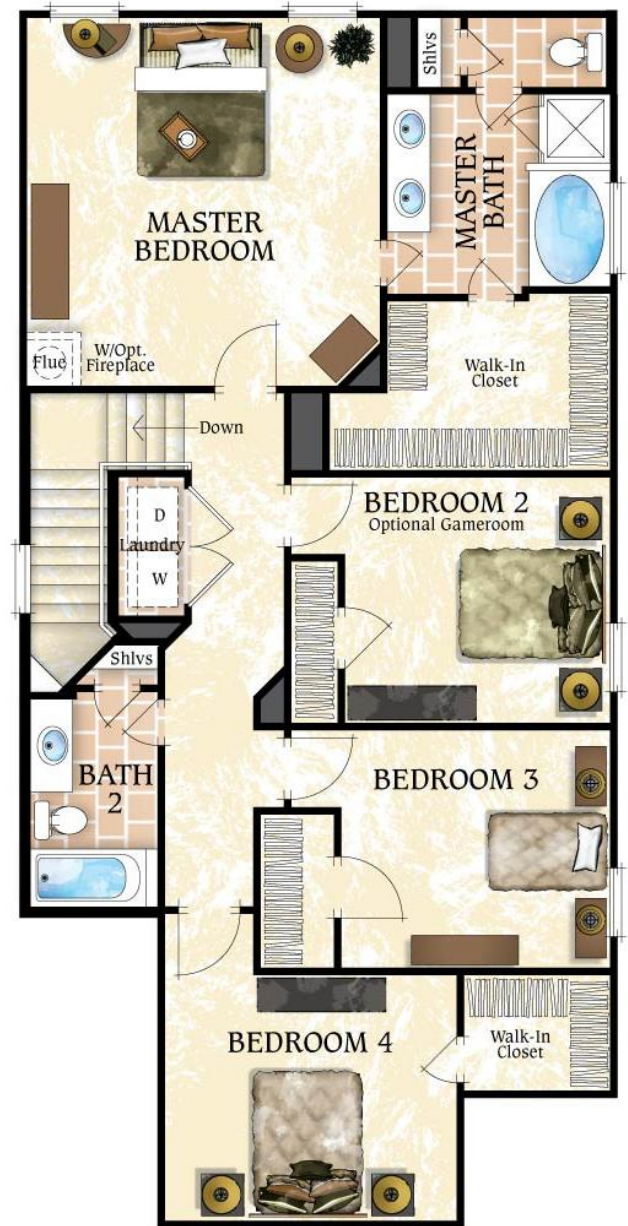 Shlvs
MASTER
BATH
MASTER
BEDROOM
Flue
W/Opt.
Fireplace
Walk-In
Closet
Down
D
Laundry
W
BEDROOM 2
Optional Gameroom
Shlvs
BATH
2
BEDROOM 3
BEDROOM 4
Walk-In
Closet